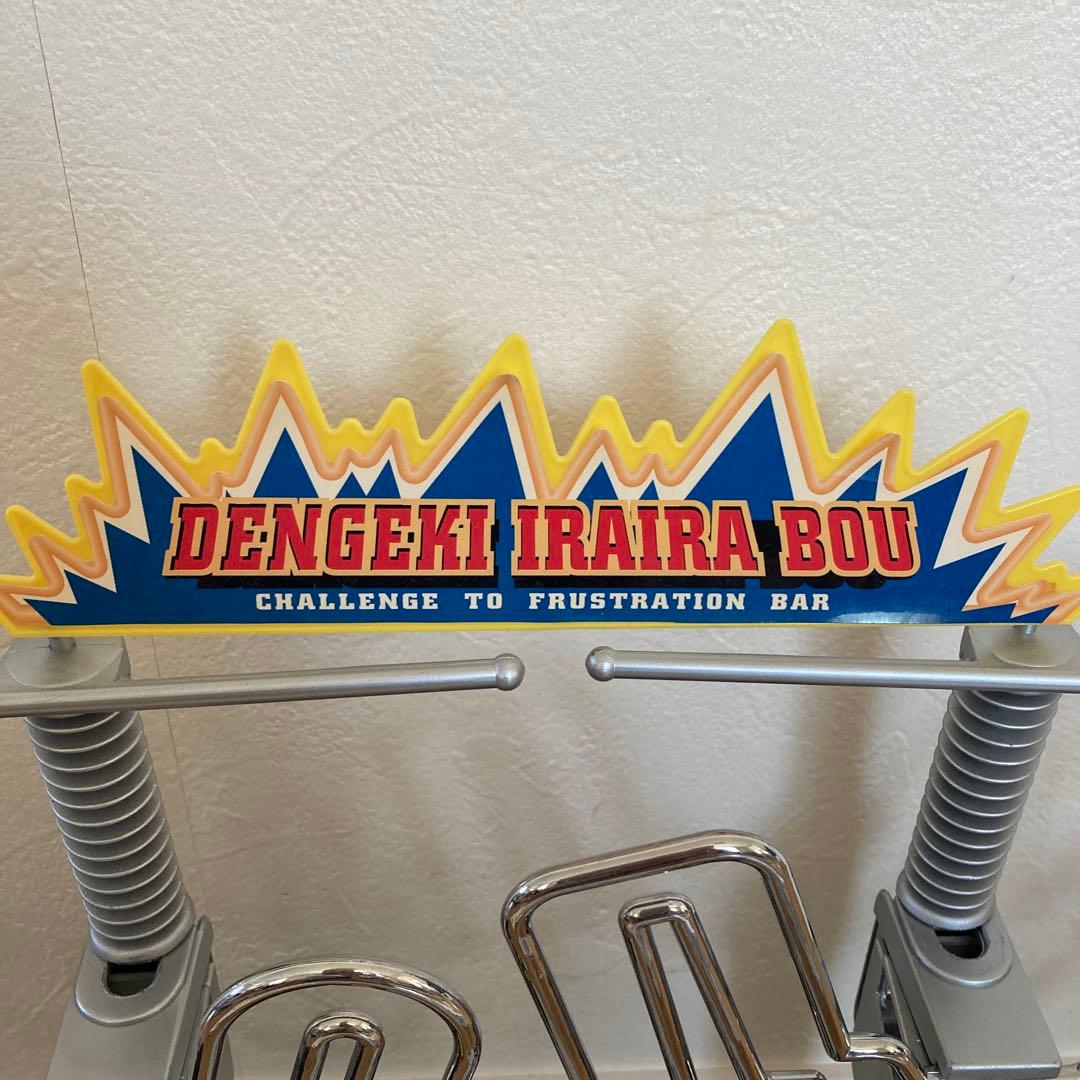 DENGEKI IRAIRA BOU
CHALLENGE TO FRUSTRATION BAR